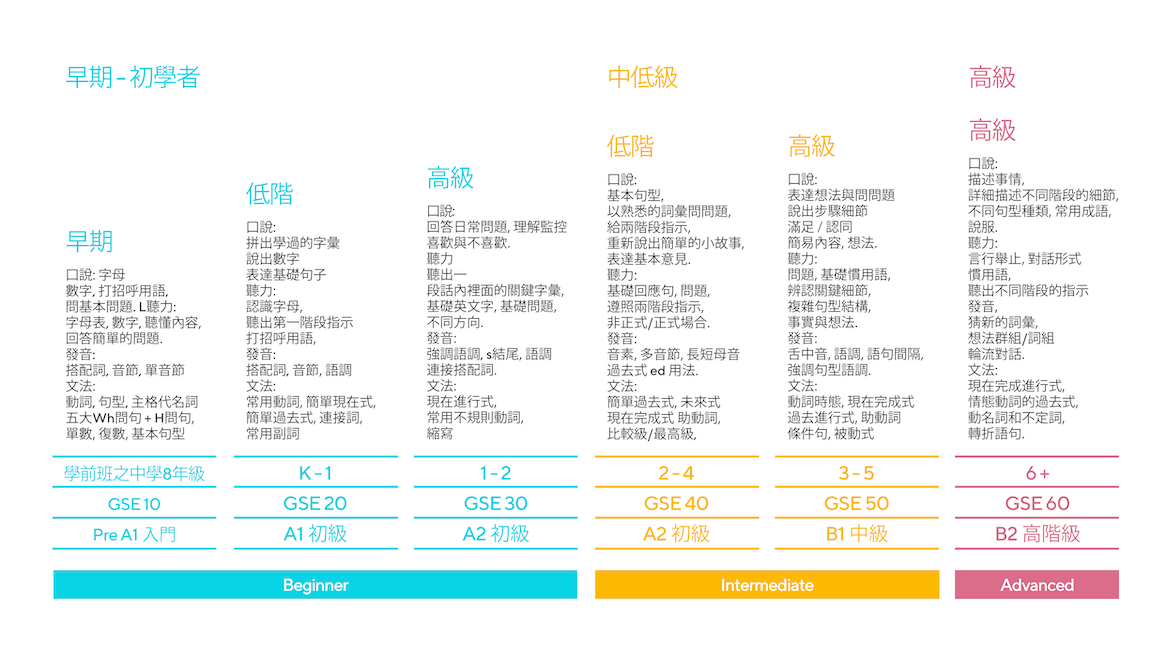 早期 - 初學者
早期
口說: 字母
數字, 打招呼用語,
問基本問題. L聽力:
字母表, 數字, 聽懂內容,
回答簡單的問題.
發音:
搭配詞, 音節, 單音節
文法:
動詞, 句型, 主格代名詞
五大Wh問句 + H問句,
單數, 復數, 基本句型
學前班之中學8年級
GSE 10
Pre A1 入門
低階
口說:
拼出學過的字彙
說出數字
表達基礎句子
聽力:
認識字母,
聽出第一階段指示
打招呼用語,
發音:
搭配詞, 音節, 語調
文法:
常用動詞, 簡單現在式,
簡單過去式, 連接詞,
常用副詞
K - 1
GSE 20
A1 初級
高級
口說:
回答日常問題, 理解監控
喜歡與不喜歡.
聽力
聽出一
段話內裡面的關鍵字彙,
基礎英文字, 基礎問題,
不同方向.
發音:
強調語調, s結尾, 語調
連接搭配詞.
文法:
現在進行式,
常用不規則動詞,
縮寫
1 - 2
GSE 30
A2 初級
Beginner
中低級
低階
口說:
基本句型,
以熟悉的詞彙問問題,
給兩階段指示,
重新說出簡單的小故事,
表達基本意見.
聽力:
基礎回應句, 問題,
遵照兩階段指示,
非正式/正式場合.
發音:
音素, 多音節, 長短母音
過去式 ed 用法.
文法:
簡單過去式, 未來式
現在完成式 助動詞,
比較級/最高級,
2 - 4
GSE 40
A2 初級
高級
口說:
表達想法與問問題
說出步驟細節
滿足 / 認同
簡易內容, 想法.
聽力:
問題, 基礎慣用語,
辨認關鍵細節,
複雜句型結構,
事實與想法.
發音:
舌中音, 語調, 語句間隔,
強調句型語調.
文法:
動詞時態, 現在完成式
過去進行式, 助動詞
條件句, 被動式
3 - 5
GSE 50
B1 中級
Intermediate
高級
高級
口說:
描述事情,
詳細描述不同階段的細節,
不同句型種類, 常用成語,
說服.
聽力:
言行舉止, 對話形式
慣用語,
聽出不同階段的指示
發音,
猜新的詞彙,
想法群組/詞組
輪流對話.
文法:
現在完成進行式,
情態動詞的過去式,
動名詞和不定詞,
轉折語句.
6 +
GSE 60
B2 高階級
Advanced